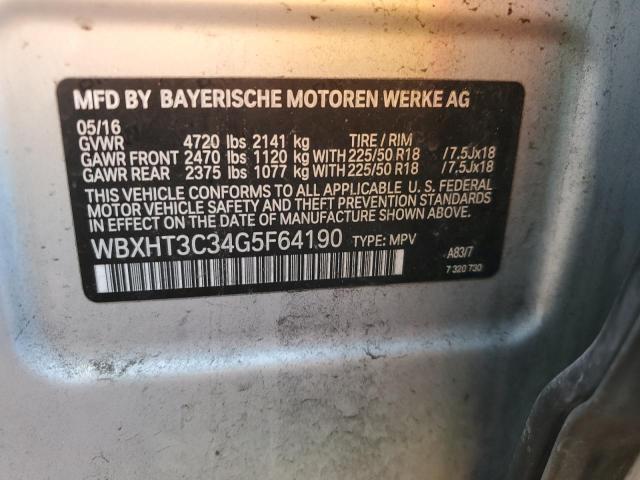 MFD BY BAYERISCHE MOTOREN WERKE AG
05/16
GVWR 4720 lbs 2141 kg TIRE / RIM
GAWR FRONT 2470 lbs 1120 kg WITH 225/50 R18 /7.5Jx18
GAWR REAR 2375 lbs 1077 kg WITH 225/50 R18 /7.5Jx18
THIS VEHICLE CONFORMS TO ALL APPLICABLE U. S. FEDERAL
MOTOR VEHICLE SAFETY AND THEFT PREVENTION STANDARDS
IN EFFECT ON THE DATE OF MANUFACTURE SHOWN ABOVE.
WBXHT3C34G5F64190 TYPE: MPV A83/7
7 320 730